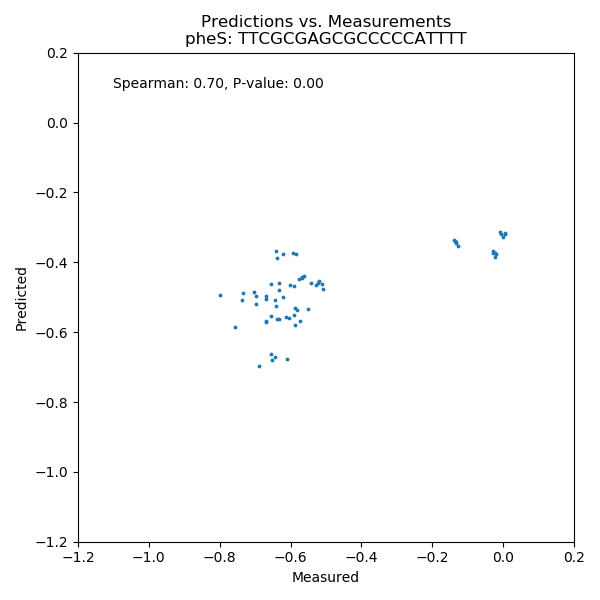 Predictions vs. Measurements
pheS: TTCGCGAGCGCCCCCATTTT
Spearman: 0.70, P-value: 0.00
0.2
0.0
−0.2
−0.4
−0.6
−0.8
−1.0
−1.2
Predicted
−1.2 −1.0 −0.8 −0.6 −0.4 −0.2 0.0 0.2
Measured